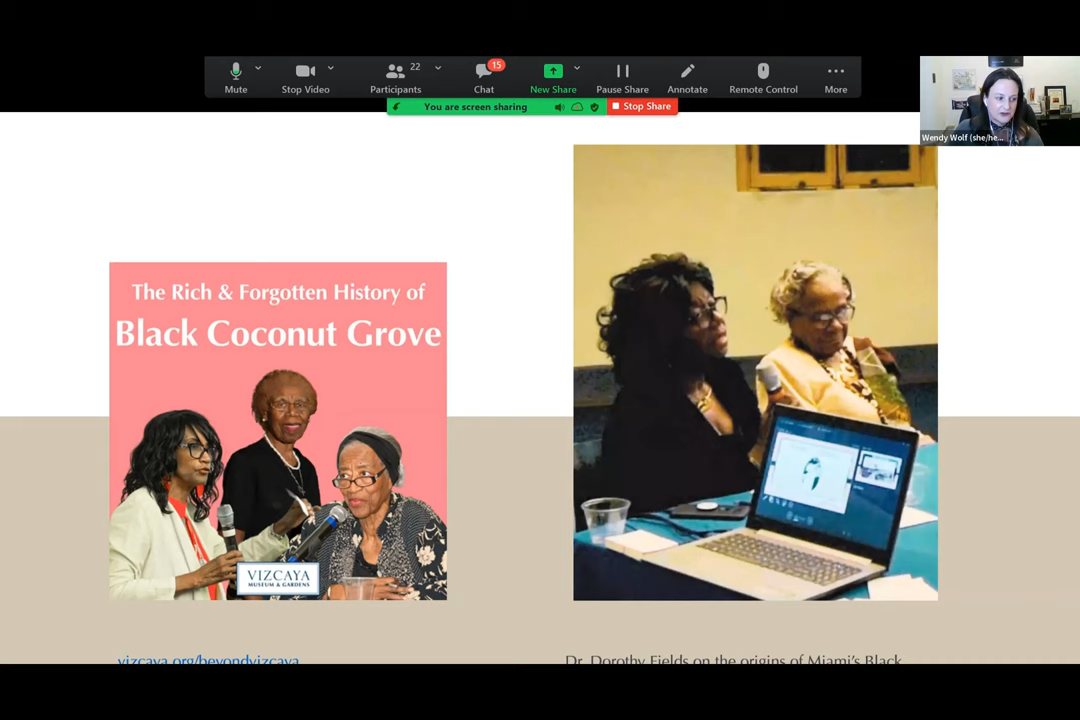 22
15
Mute
Stop Video
Participants
Chat
New Share
Pause Share
Annotate
Remote Control
More
You are screen sharing
Stop Share
Wendy Wolf (she/he...
The Rich & Forgotten History of
Black Coconut Grove
VIZCAYA
MUSEUM & GARDENS
vizcaya.org/beyondvizcaya
Dr. Dorothy Fields on the origins of Miami's Black